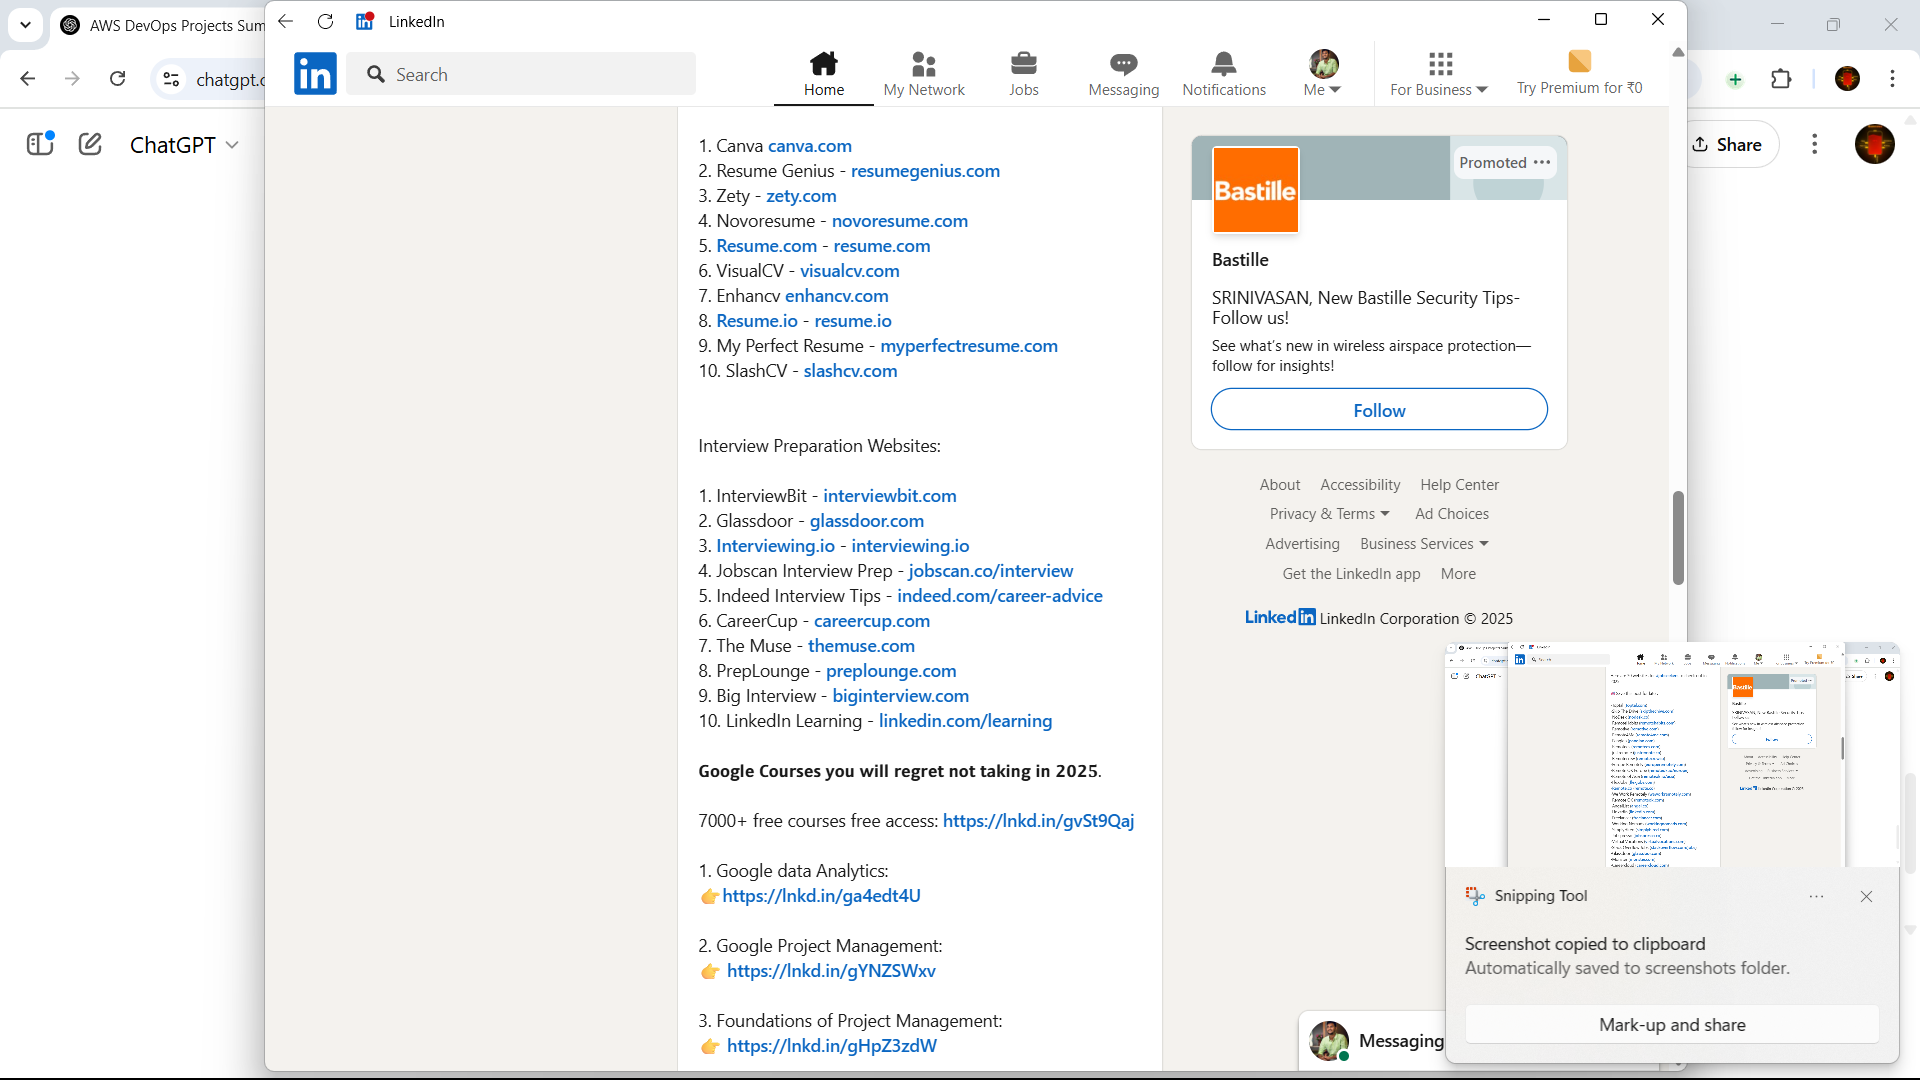 AWS DevOps Projects Sum
LinkedIn
chatgpt.c
in
Search
Home
My Network
Jobs
Messaging
Notifications
Me
For Business
Try Premium for ₹0
ChatGPT
Share
1. Canva canva.com
2. Resume Genius - resumegenius.com
3. Zety - zety.com
4. Novoresume - novoresume.com
5. Resume.com - resume.com
6. VisualCV - visualcv.com
7. Enhancv enhancv.com
8. Resume.io - resume.io
9. My Perfect Resume - myperfectresume.com
10. SlashCV - slashcv.com
Interview Preparation Websites:
1. InterviewBit - interviewbit.com
2. Glassdoor - glassdoor.com
3. Interviewing.io - interviewing.io
4. Jobscan Interview Prep - jobscan.co/interview
5. Indeed Interview Tips - indeed.com/career-advice
6. CareerCup - careercup.com
7. The Muse - themuse.com
8. PrepLounge - preplounge.com
9. Big Interview - biginterview.com
10. LinkedIn Learning - linkedin.com/learning
Google Courses you will regret not taking in 2025.
7000+ free courses free access: https://lnkd.in/gvSt9Qaj
1. Google data Analytics:
👉https://lnkd.in/ga4edt4U
2. Google Project Management:
👉 https://lnkd.in/gYNZSWxv
3. Foundations of Project Management:
👉 https://lnkd.in/gHpZ3zdW
Promoted
Bastille
Bastille
SRINIVASAN, New Bastille Security Tips-
Follow us!
See what's new in wireless airspace protection—
follow for insights!
Follow
About Accessibility Help Center
Privacy & Terms Ad Choices
Advertising Business Services
Get the LinkedIn app More
LinkedIn LinkedIn Corporation © 2025
Messaging
Snipping Tool
Screenshot copied to clipboard
Automatically saved to screenshots folder.
Mark-up and share